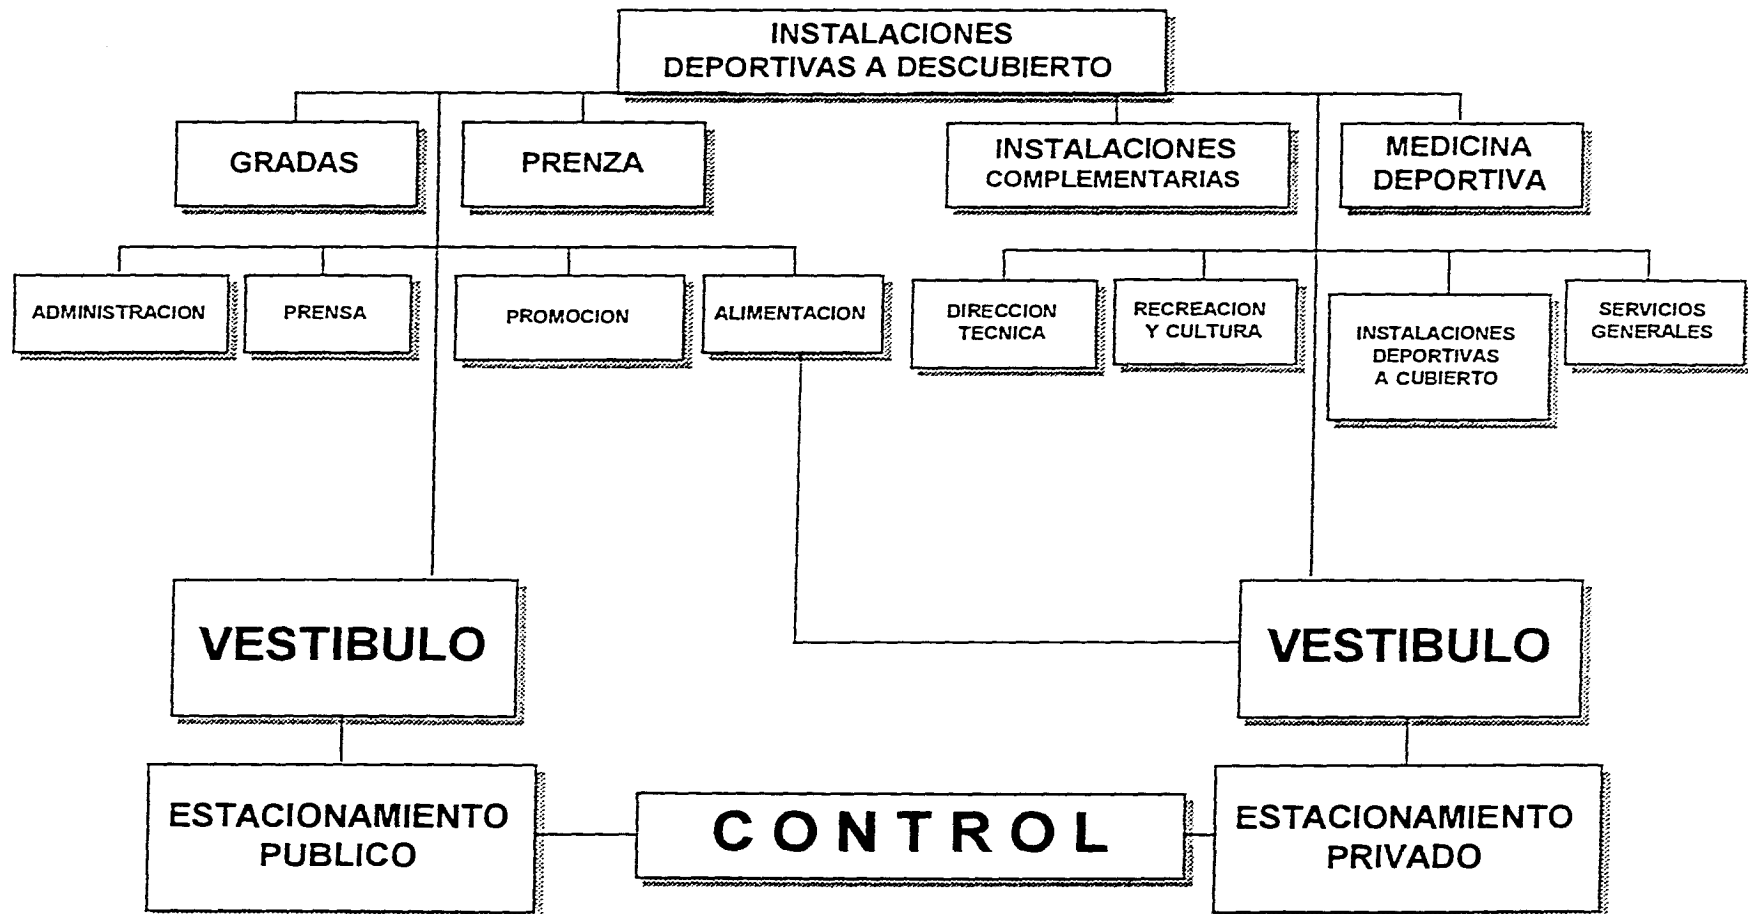 INSTALACIONES
DEPORTIVAS A DESCUBIERTO
GRADAS
PRENZA
INSTALACIONES
COMPLEMENTARIAS
MEDICINA
DEPORTIVA
ADMINISTRACION
PRENSA
PROMOCION
ALIMENTACION
DIRECCION
TECNICA
RECREACION
Y CULTURA
INSTALACIONES
DEPORTIVAS
A CUBIERTO
SERVICIOS
GENERALES
VESTIBULO
VESTIBULO
ESTACIONAMIENTO
PUBLICO
CONTROL
ESTACIONAMIENTO
PRIVADO